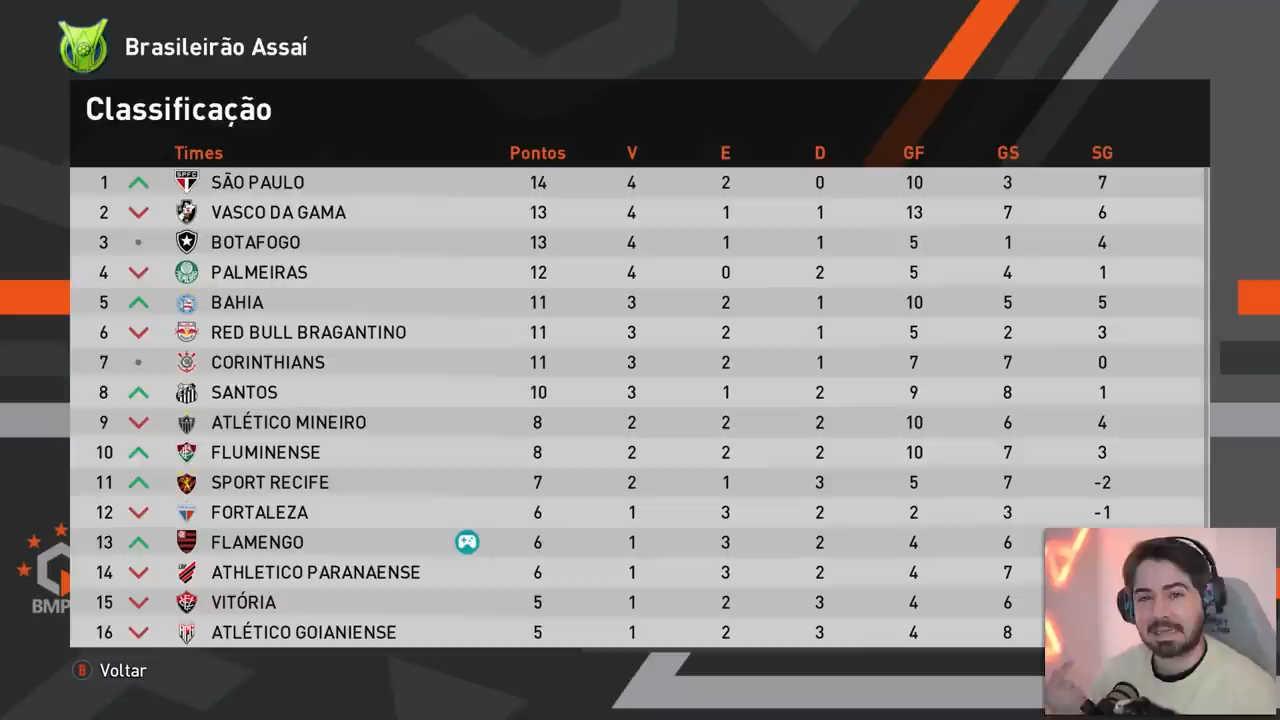 Brasileirão Assaí
Classificação
Times Pontos V E D GF GS SG
1 SÃO PAULO 14 4 2 0 10 3 7
2 VASCO DA GAMA 13 4 1 1 13 7 6
3 BOTAFOGO 13 4 1 1 5 1 4
4 PALMEIRAS 12 4 0 2 5 4 1
5 BAHIA 11 3 2 1 10 5 5
6 RED BULL BRAGANTINO 11 3 2 1 5 2 3
7 CORINTHIANS 11 3 2 1 7 7 0
8 SANTOS 10 3 1 2 9 8 1
9 ATLÉTICO MINEIRO 8 2 2 2 10 6 4
10 FLUMINENSE 8 2 2 2 10 7 3
11 SPORT RECIFE 7 2 1 3 5 7 -2
12 FORTALEZA 6 1 3 2 2 3 -1
13 FLAMENGO 6 1 3 2 4 6
14 ATHLETICO PARANAENSE 6 1 3 2 4 7
15 VITÓRIA 5 1 2 3 4 6
16 ATLÉTICO GOIANIENSE 5 1 2 3 4 8
BMP
B Voltar